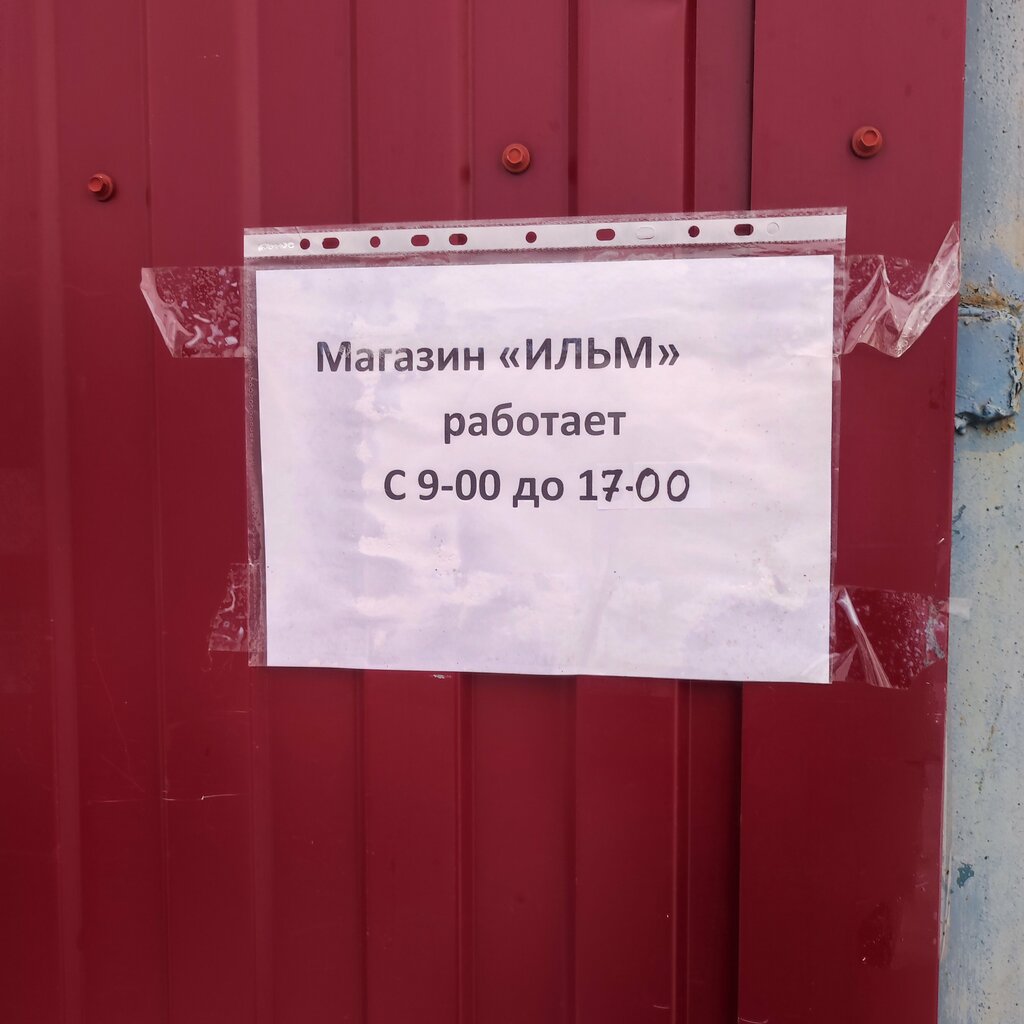 Магазин «ИЛЬМ»
работает
С 9-00 до 17-00